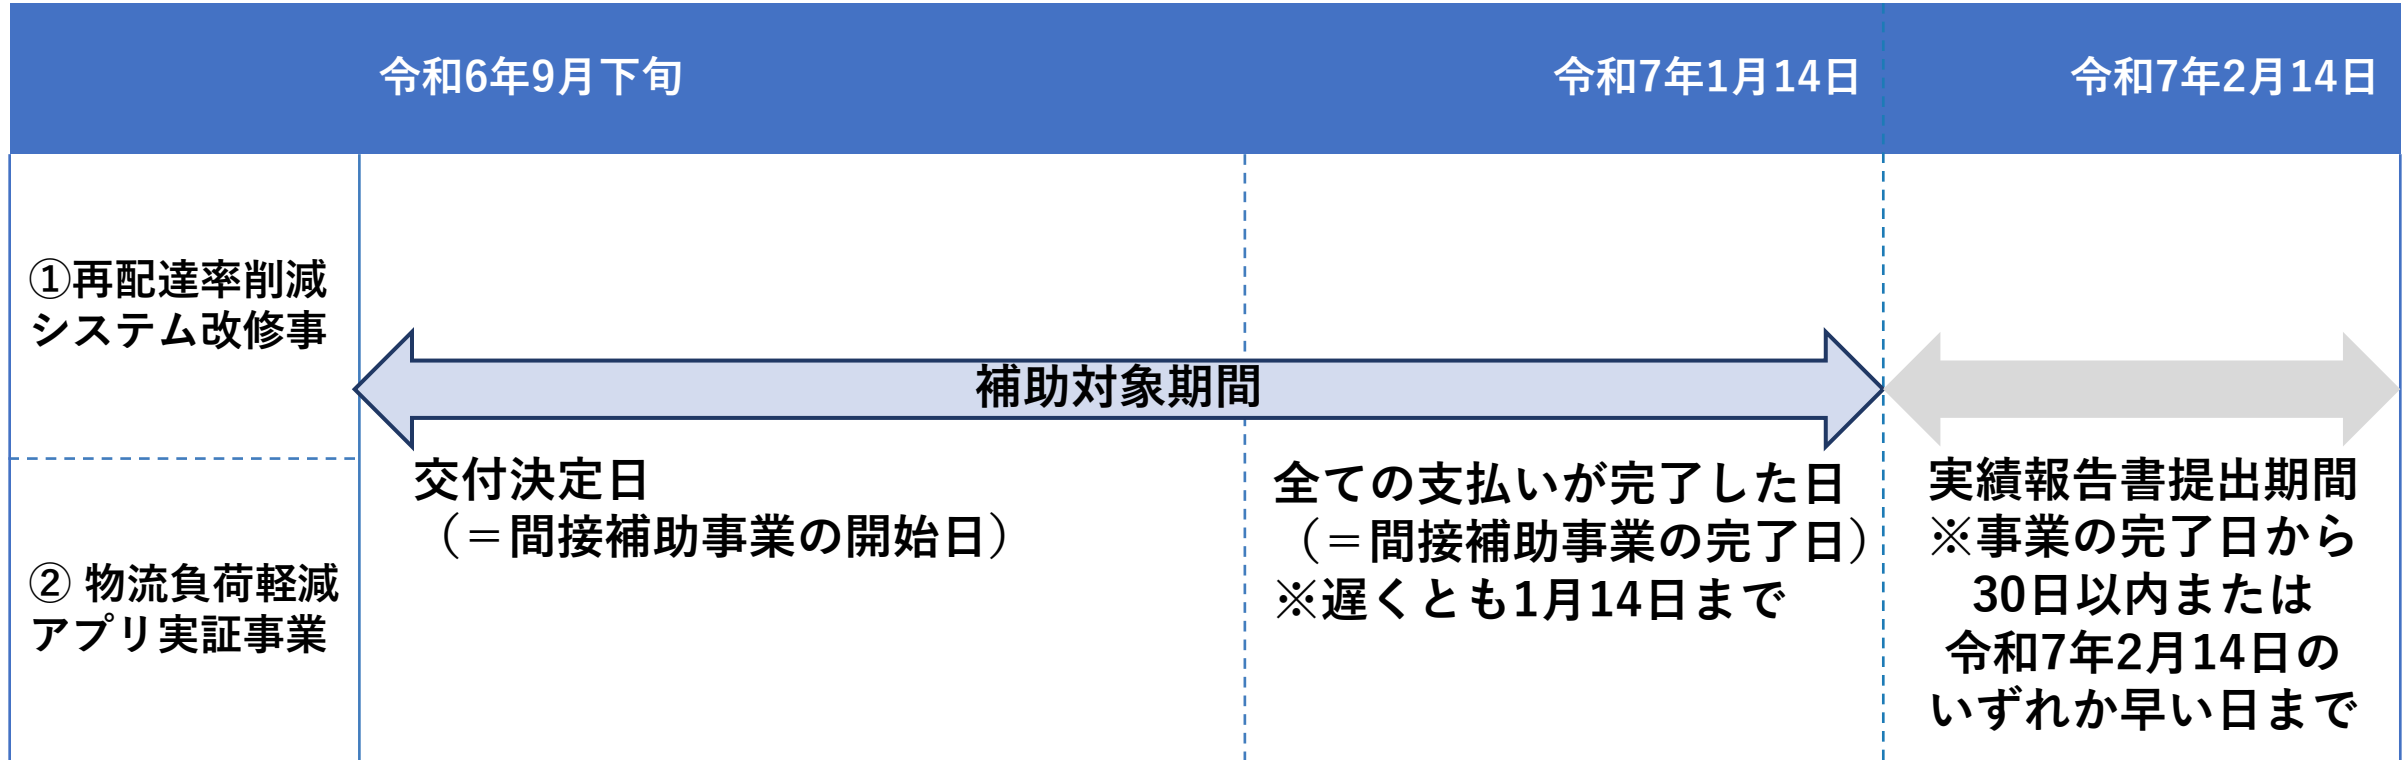 令和6年9月下旬
令和7年1月14日
令和7年2月14日
①再配達率削減
システム改修事
② 物流負荷軽減
アプリ実証事業
補助対象期間
交付決定日
（＝間接補助事業の開始日）
全ての支払いが完了した日
（＝間接補助事業の完了日）
※遅くとも1月14日まで
実績報告書提出期間
※事業の完了日から
30日以内または
令和7年2月14日の
いずれか早い日まで